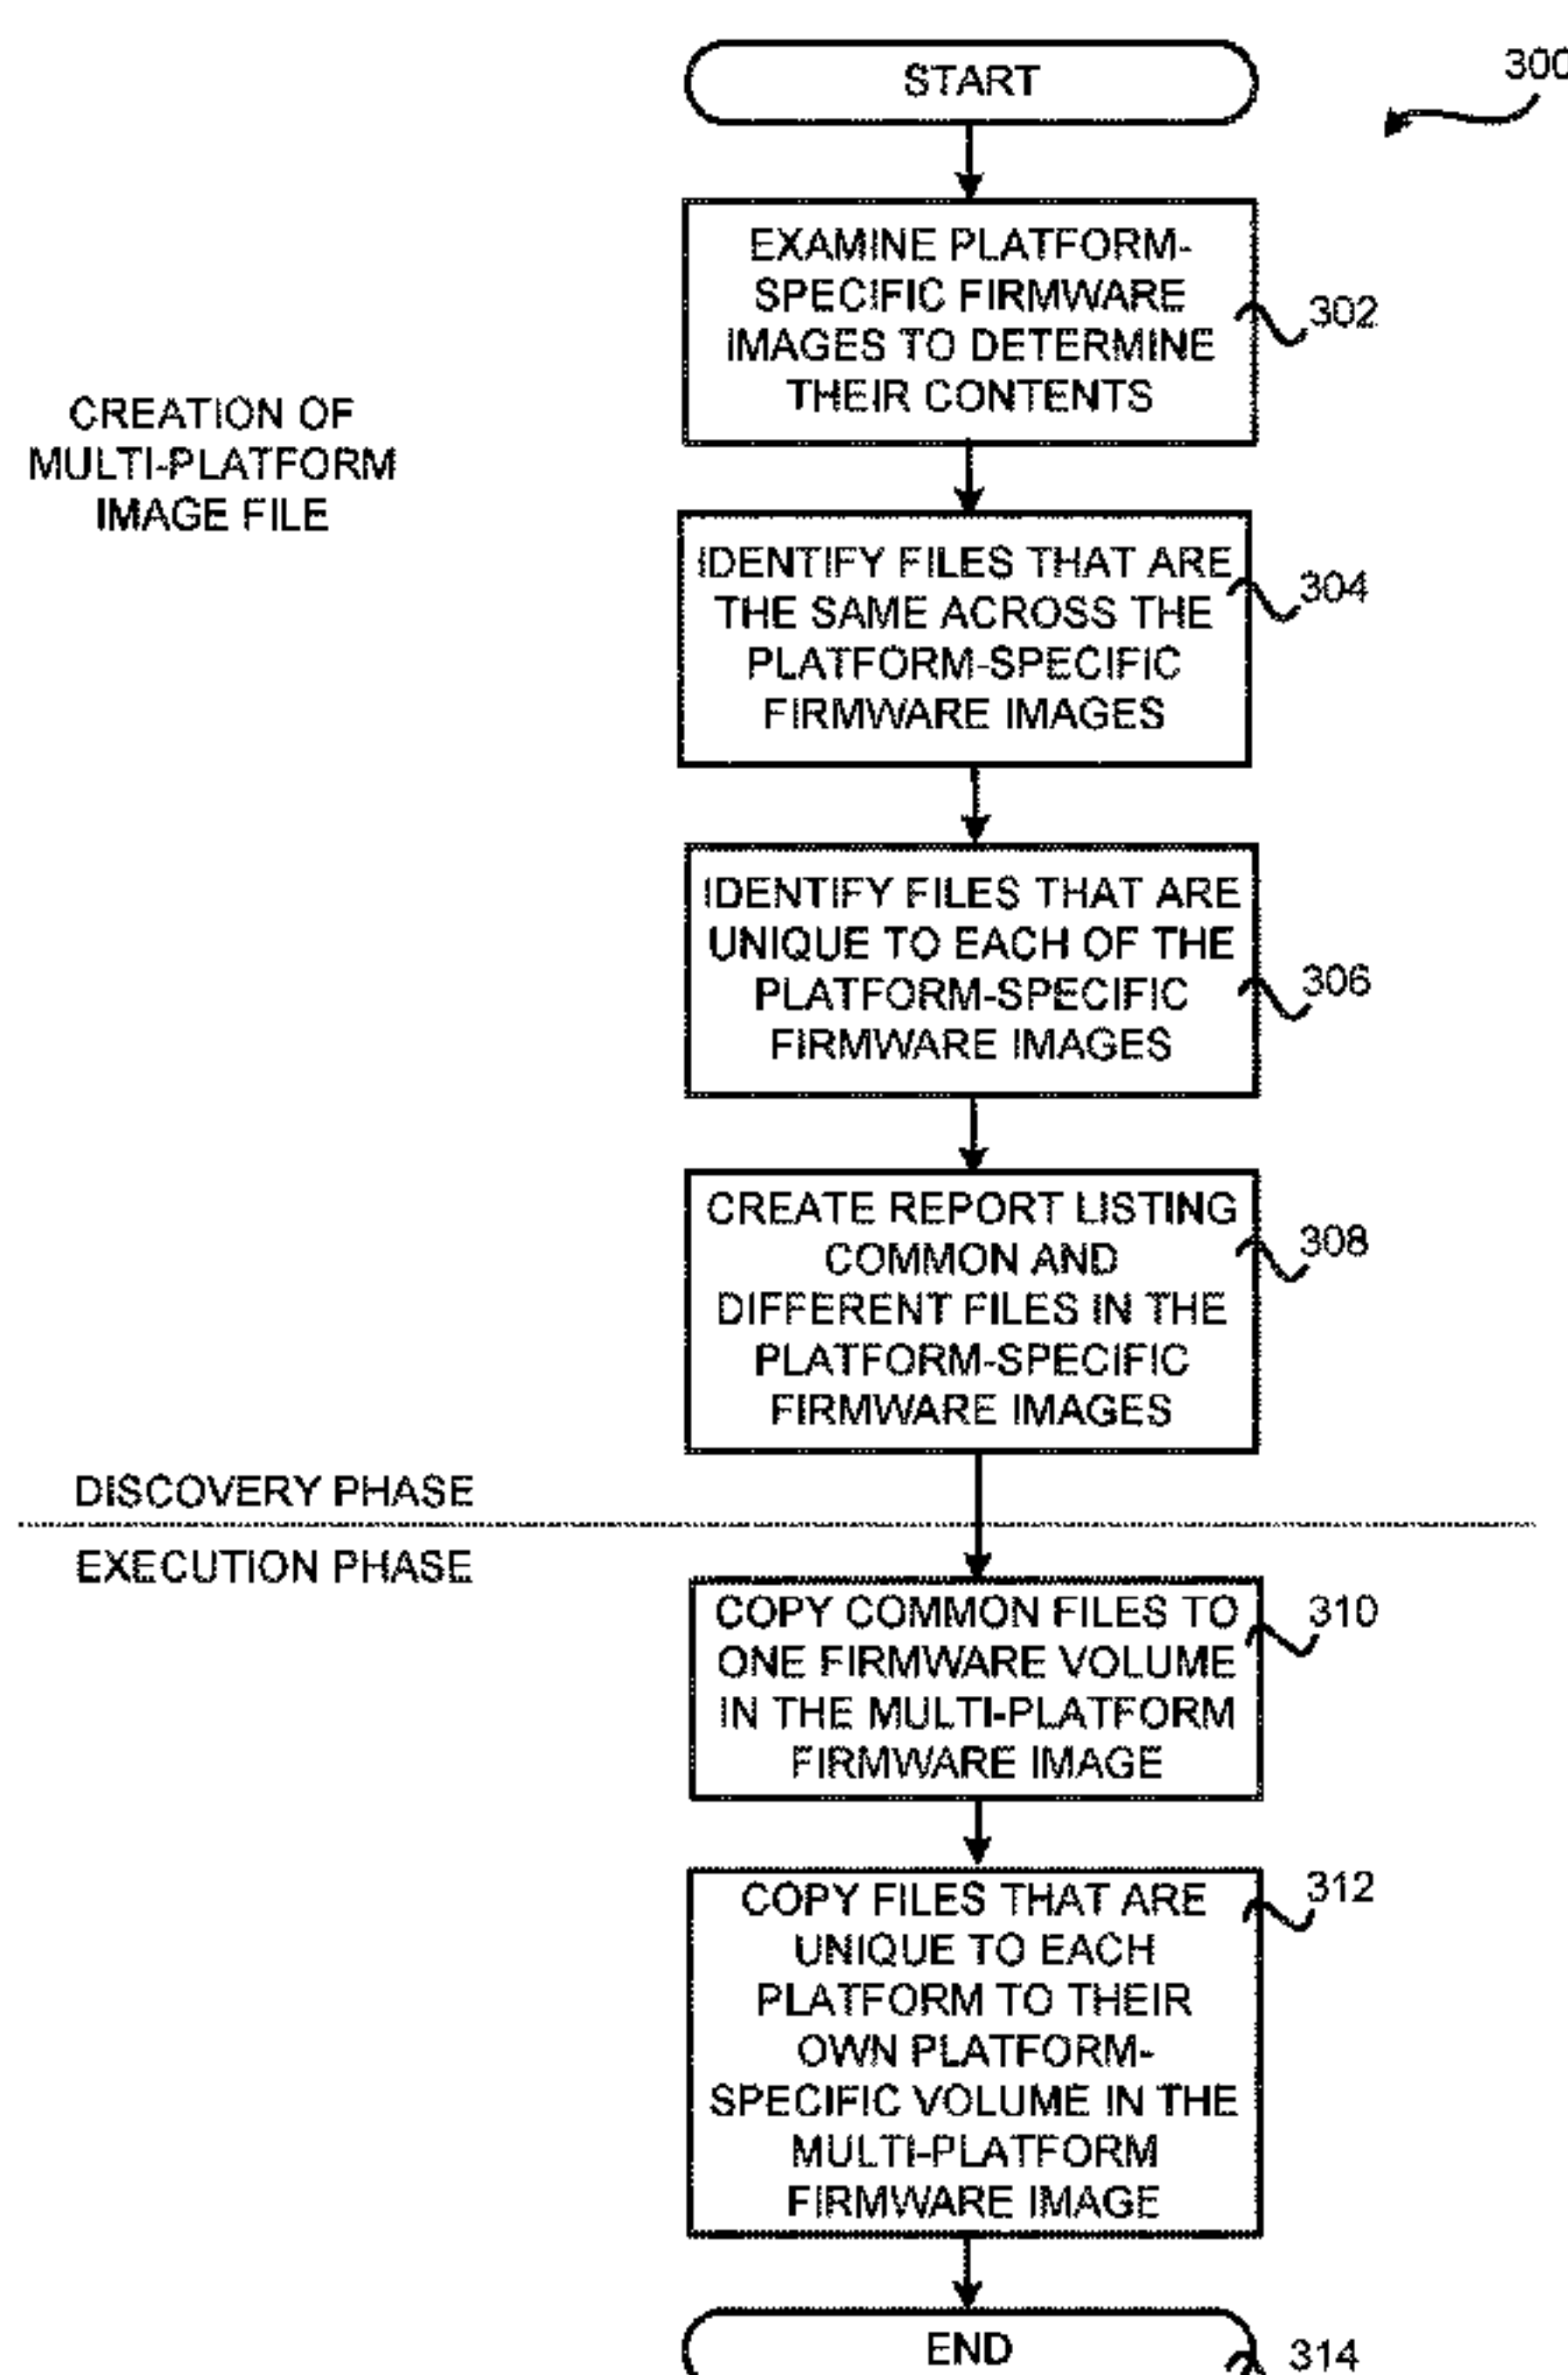 START
300
EXAMINE PLATFORM-
SPECIFIC FIRMWARE
IMAGES TO DETERMINE
THEIR CONTENTS
302
CREATION OF
MULTI-PLATFORM
IMAGE FILE
IDENTIFY FILES THAT ARE
THE SAME ACROSS THE
PLATFORM-SPECIFIC
FIRMWARE IMAGES
304
IDENTIFY FILES THAT ARE
UNIQUE TO EACH OF THE
PLATFORM-SPECIFIC
FIRMWARE IMAGES
306
CREATE REPORT LISTING
COMMON AND
DIFFERENT FILES IN THE
PLATFORM-SPECIFIC
FIRMWARE IMAGES
308
DISCOVERY PHASE
EXECUTION PHASE
COPY COMMON FILES TO
ONE FIRMWARE VOLUME
IN THE MULTI-PLATFORM
FIRMWARE IMAGE
310
COPY FILES THAT ARE
UNIQUE TO EACH
PLATFORM TO THEIR
OWN PLATFORM-
SPECIFIC VOLUME IN THE
MULTI-PLATFORM
FIRMWARE IMAGE
312
END
314